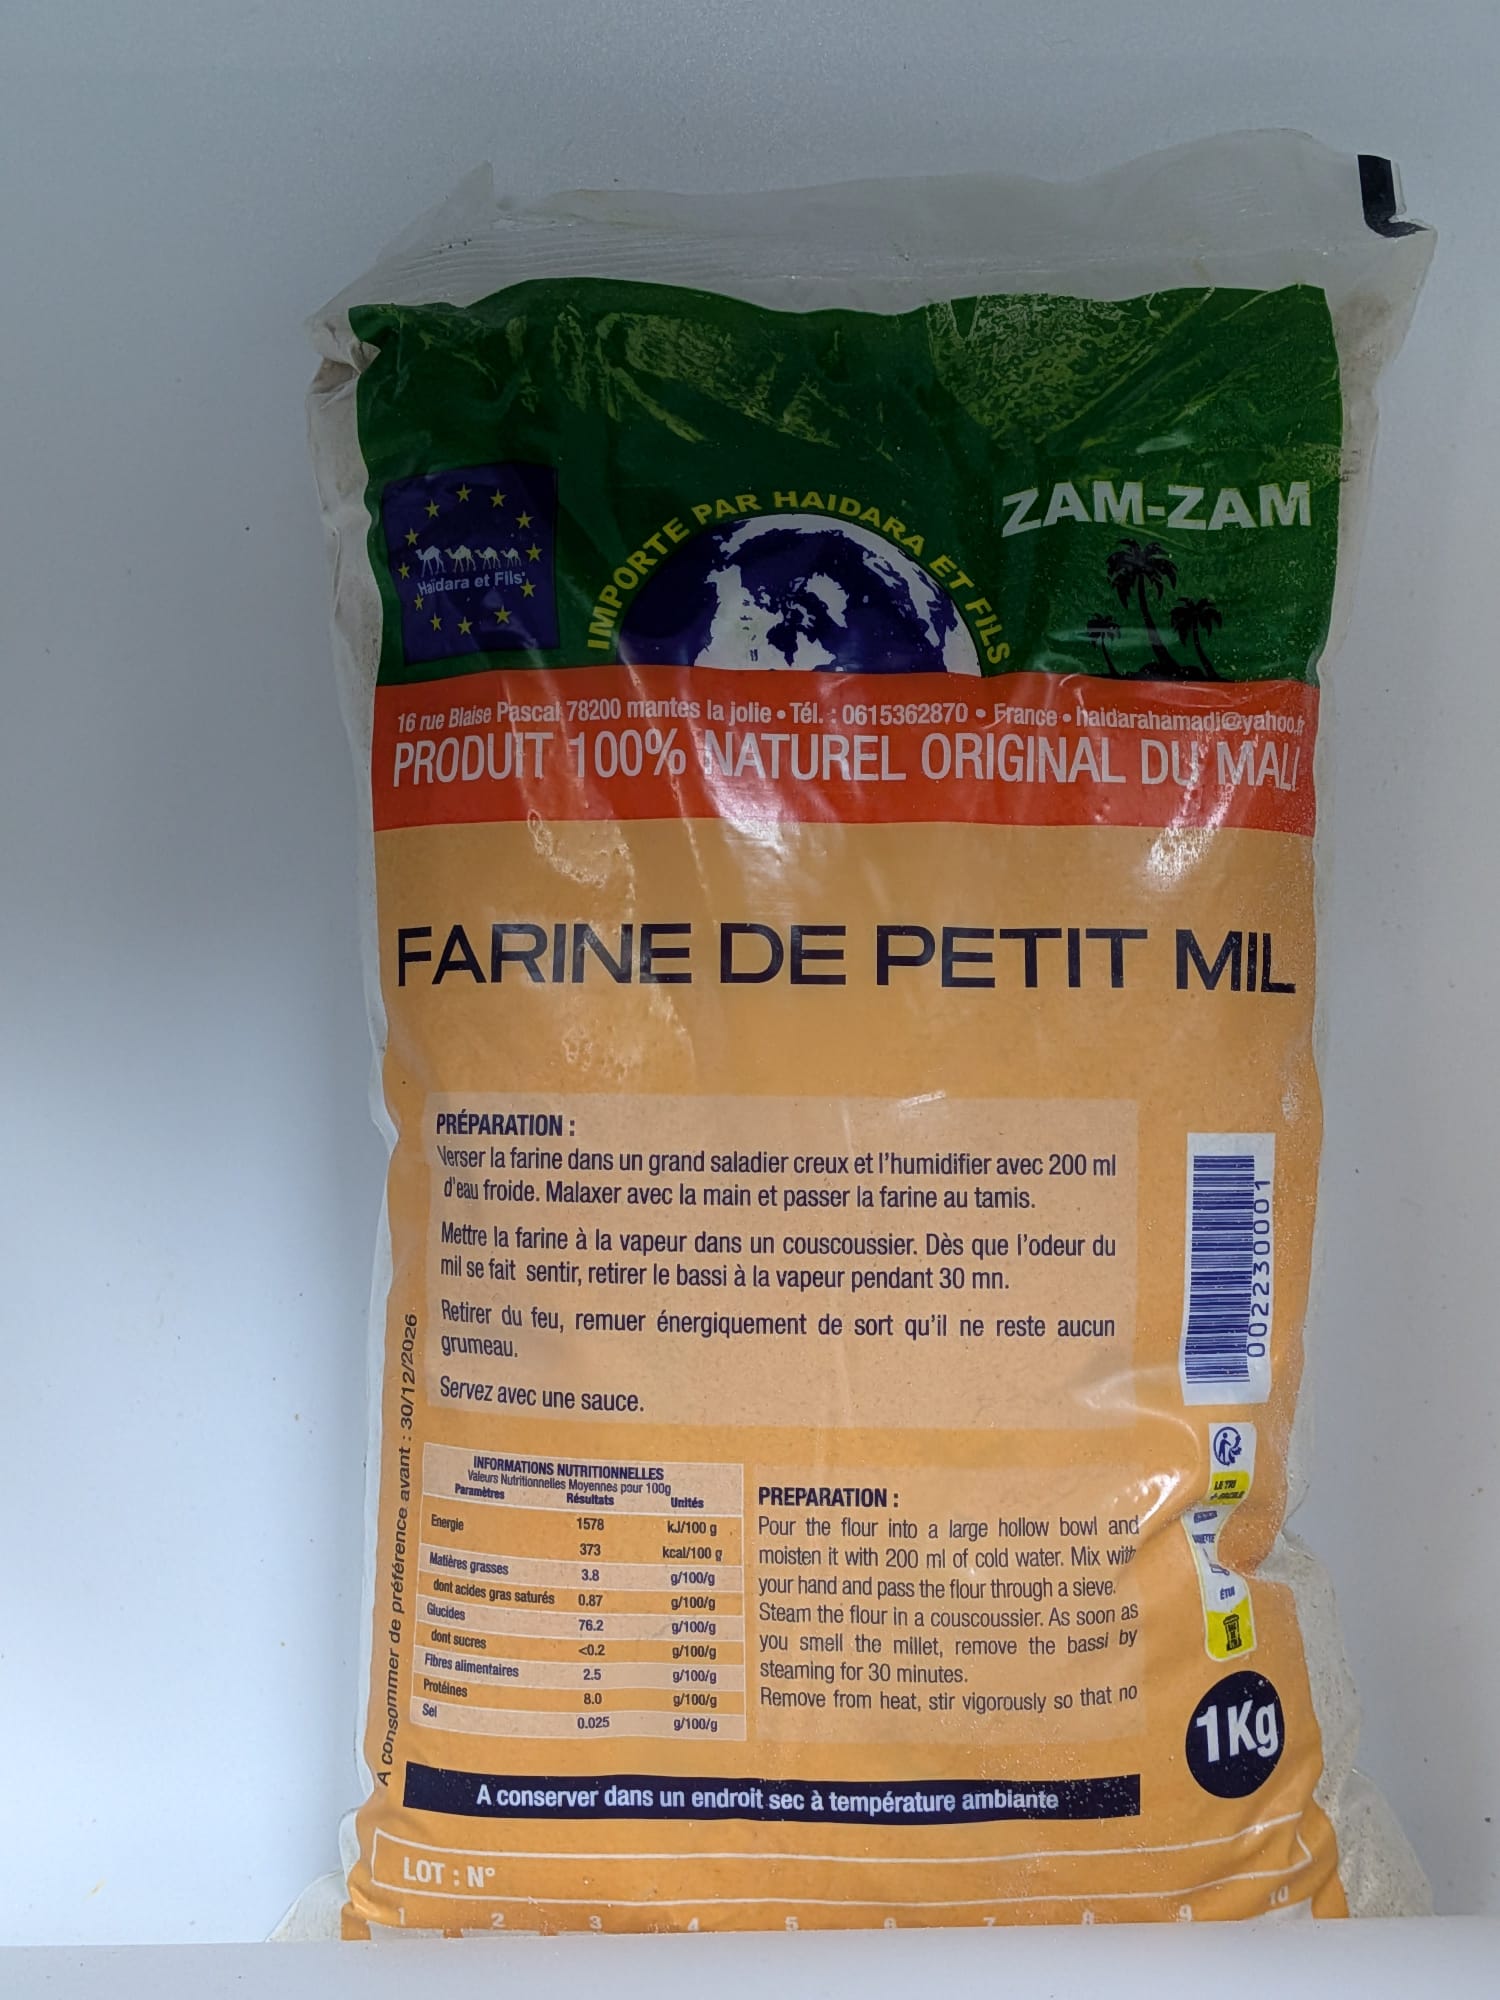 IMPORTE PAR HAIDARA ET FILS
ZAM-ZAM
Haïdara et Fils
16 rue Blaise Pascal 78200 mantes la jolie • Tél. : 0615362870 • France • haidarahamadi@yahoo.fr
PRODUIT 100% NATUREL ORIGINAL DU MALI
FARINE DE PETIT MIL
PRÉPARATION :
Verser la farine dans un grand saladier creux et l'humidifier avec 200 ml
d'eau froide. Malaxer avec la main et passer la farine au tamis.
Mettre la farine à la vapeur dans un couscoussier. Dès que l'odeur du
mil se fait sentir, retirer le bassi à la vapeur pendant 30 mn.
Retirer du feu, remuer énergiquement de sort qu'il ne reste aucun
grumeau.
Servez avec une sauce.
002230001
A consommer de préférence avant : 30/12/2026
INFORMATIONS NUTRITIONNELLES
Valeurs Nutritionnelles Moyennes pour 100g
Paramètres Résultats Unités
Energie 1578 kJ/100 g
373 kcal/100 g
Matières grasses 3.8 g/100/g
dont acides gras saturés 0.87 g/100/g
Glucides 76.2 g/100/g
dont sucres <0.2 g/100/g
Fibres alimentaires 2.5 g/100/g
Protéines 8.0 g/100/g
Sel 0.025 g/100/g
PREPARATION :
Pour the flour into a large hollow bowl and
moisten it with 200 ml of cold water. Mix with
your hand and pass the flour through a sieve.
Steam the flour in a couscoussier. As soon as
you smell the millet, remove the bassi by
steaming for 30 minutes.
Remove from heat, stir vigorously so that no
LE TRI
+ FACILE
ÉTUI
1Kg
A conserver dans un endroit sec à température ambiante
LOT : N°
1 2 3 4 5 6 7 8 9 10